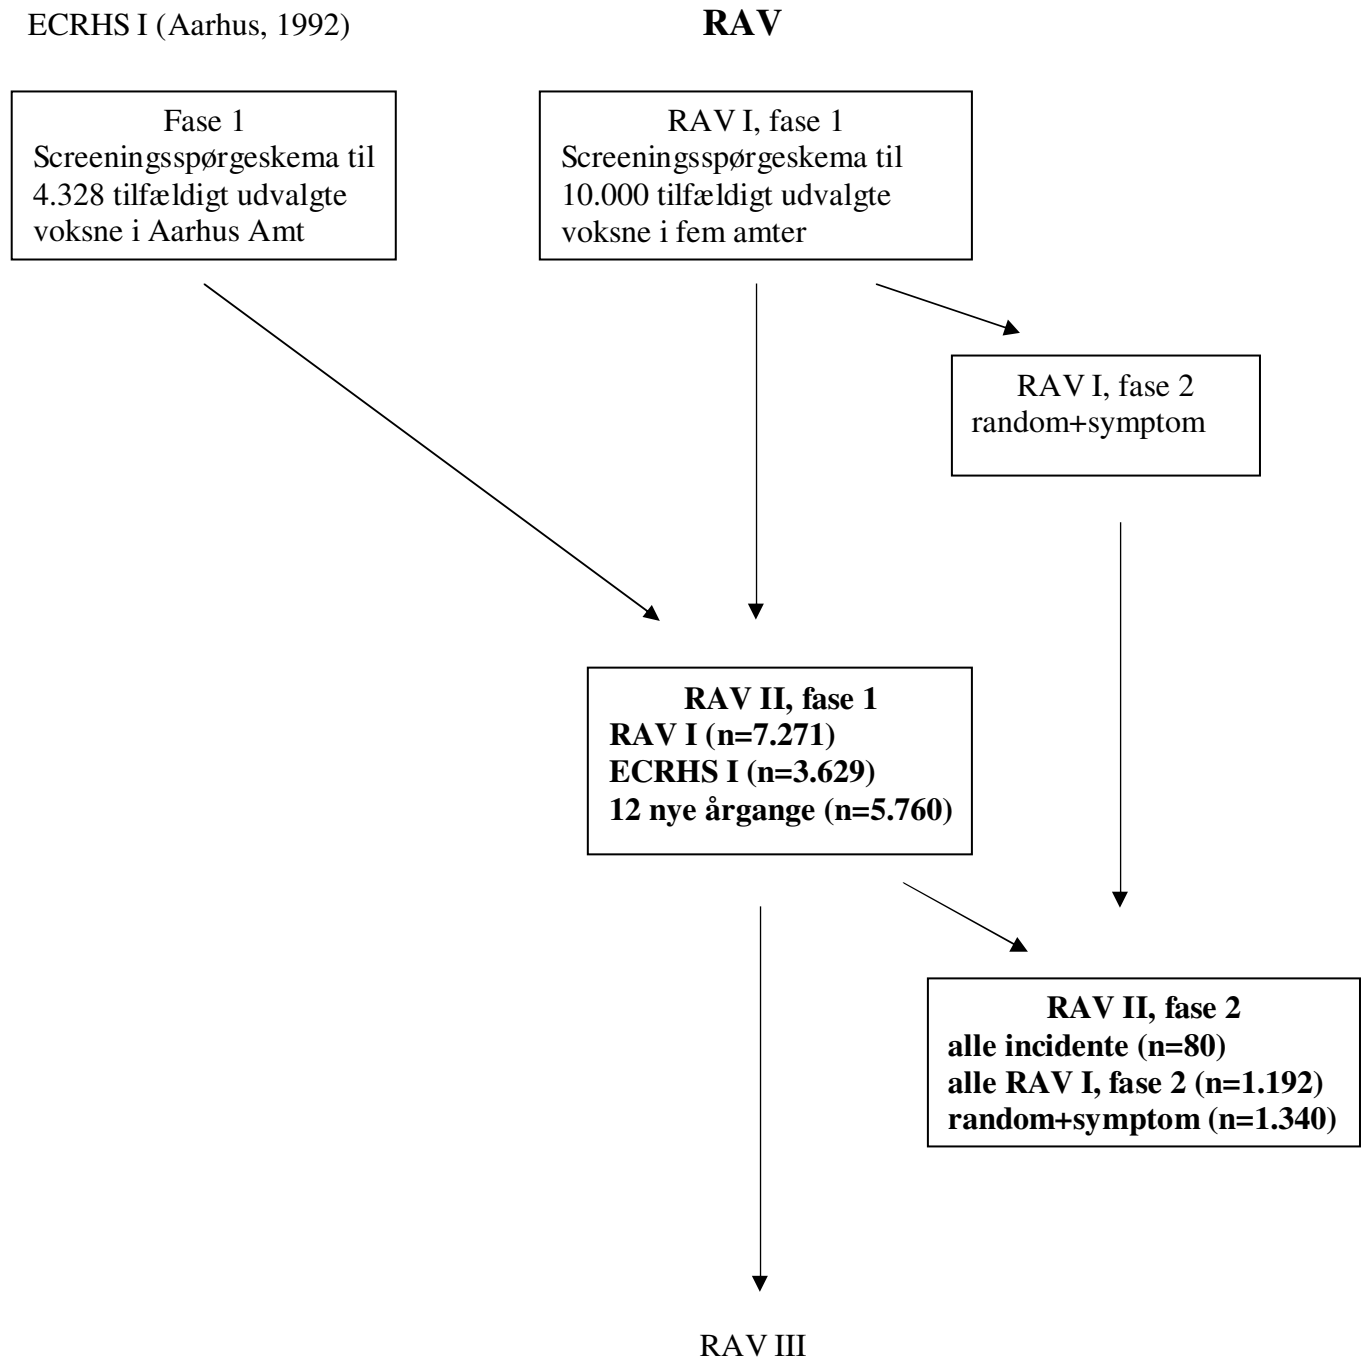 ECRHS I (Aarhus, 1992)
RAV
Fase 1
Screeningsspørgeskema til
4.328 tilfældigt udvalgte
voksne i Aarhus Amt
RAV I, fase 1
Screeningsspørgeskema til
10.000 tilfældigt udvalgte
voksne i fem amter
RAV I, fase 2
random+symptom
RAV II, fase 1
RAV I (n=7.271)
ECRHS I (n=3.629)
12 nye årgange (n=5.760)
RAV II, fase 2
alle incidente (n=80)
alle RAV I, fase 2 (n=1.192)
random+symptom (n=1.340)
RAV III